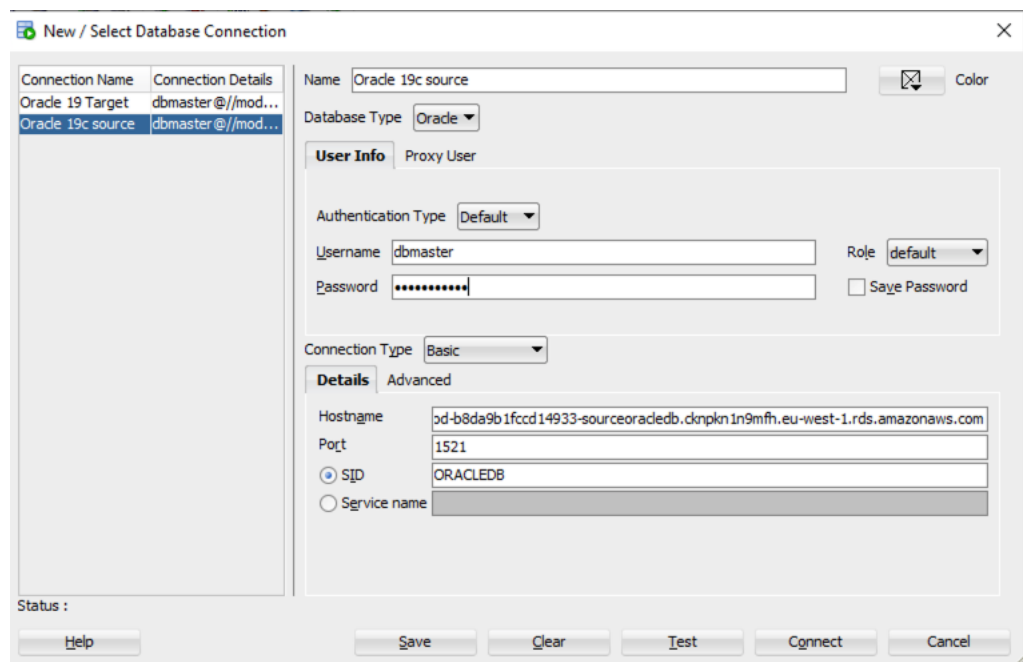 New / Select Database Connection
Connection Name Connection Details
Oracle 19 Target dbmaster@//mod...
Oracle 19c source dbmaster@//mod...
Name Oracle 19c source Color
Database Type Oracle
User Info Proxy User
Authentication Type Default
Username dbmaster Role default
Password ••••••••••• Save Password
Connection Type Basic
Details Advanced
Hostname od-b8da9b1fccd14933-sourceoracledb.cknpkn1n9mfh.eu-west-1.rds.amazonaws.com
Port 1521
SID ORACLEDB
Service name
Status :
Help Save Clear Test Connect Cancel